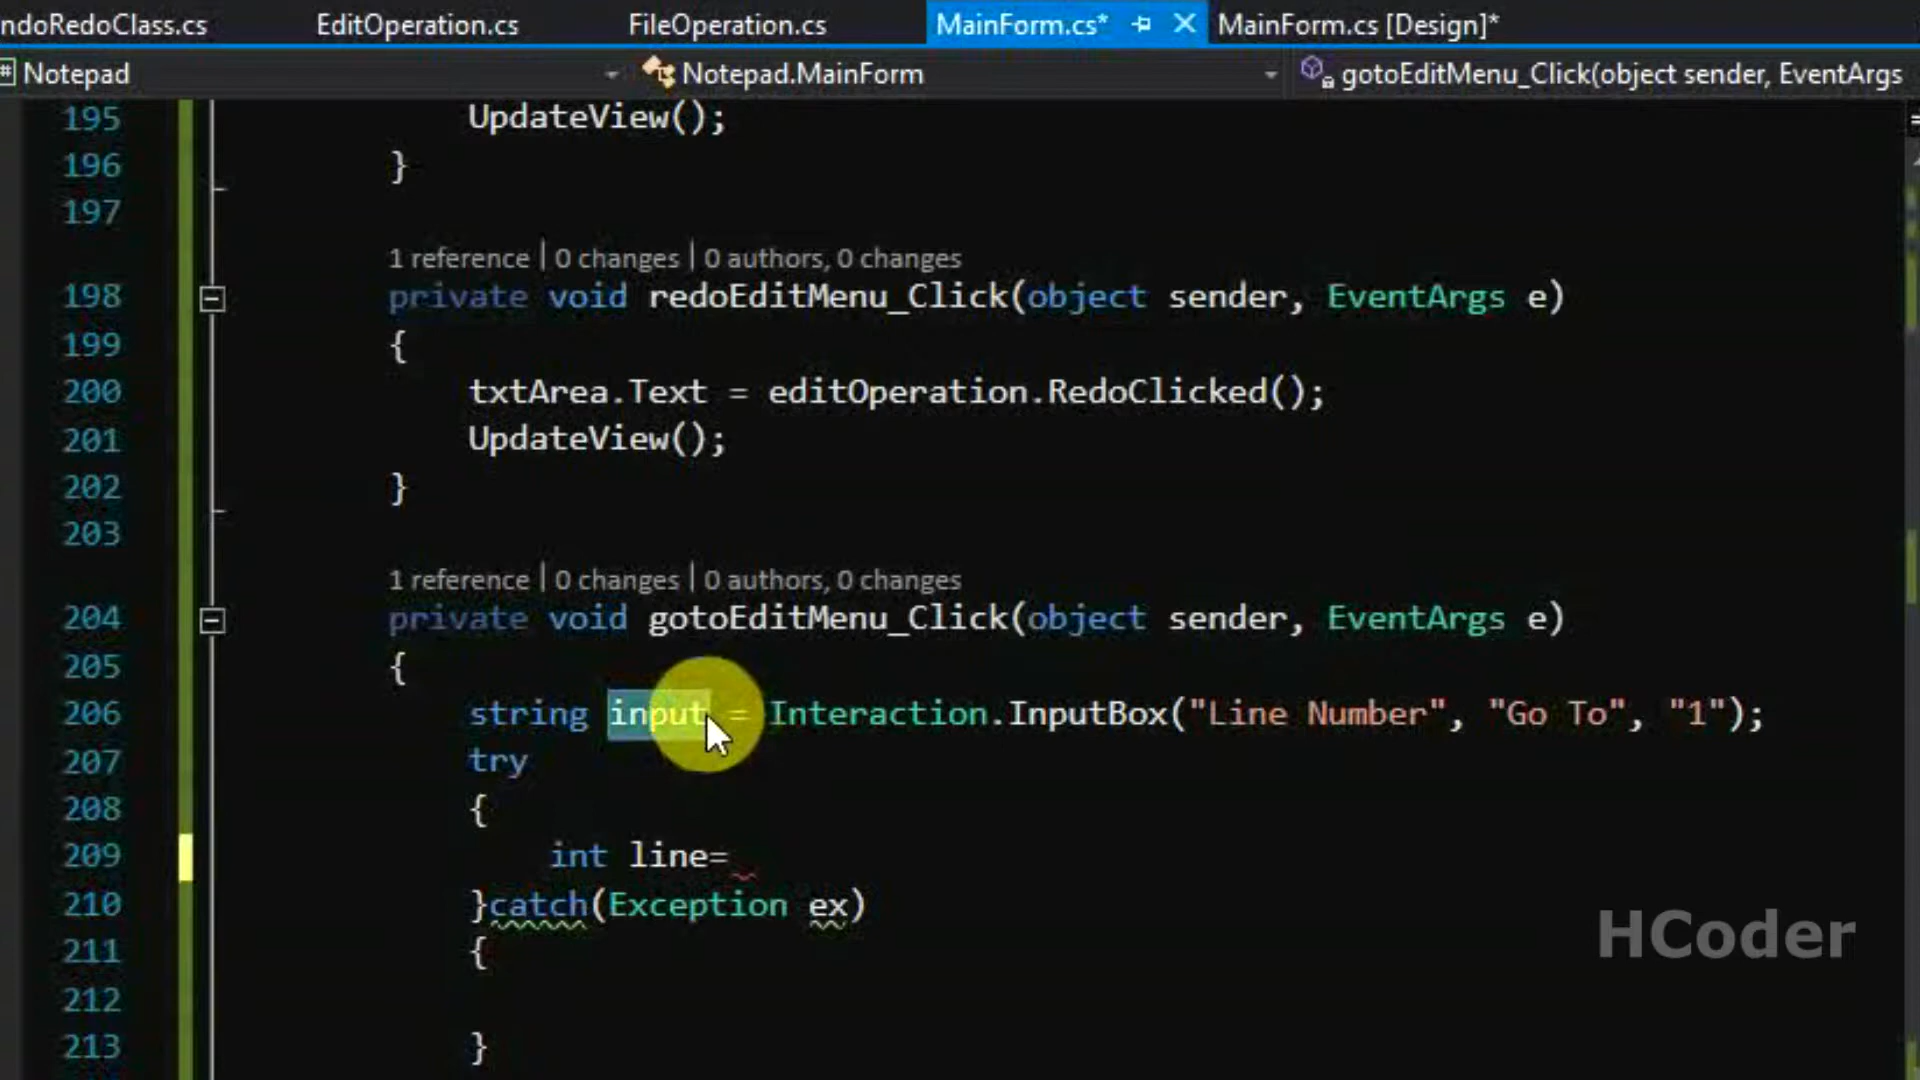 ndoRedoClass.cs EditOperation.cs FileOperation.cs MainForm.cs* MainForm.cs [Design]*
Notepad Notepad.MainForm gotoEditMenu_Click(object sender, EventArgs
195 UpdateView();
196 }
197
1 reference | 0 changes | 0 authors, 0 changes
198 private void redoEditMenu_Click(object sender, EventArgs e)
199 {
200 txtArea.Text = editOperation.RedoClicked();
201 UpdateView();
202 }
203
1 reference | 0 changes | 0 authors, 0 changes
204 private void gotoEditMenu_Click(object sender, EventArgs e)
205 {
206 string input = Interaction.InputBox("Line Number", "Go To", "1");
207 try
208 {
209 int line=
210 }catch(Exception ex)
211 {
212
213 }
HCoder